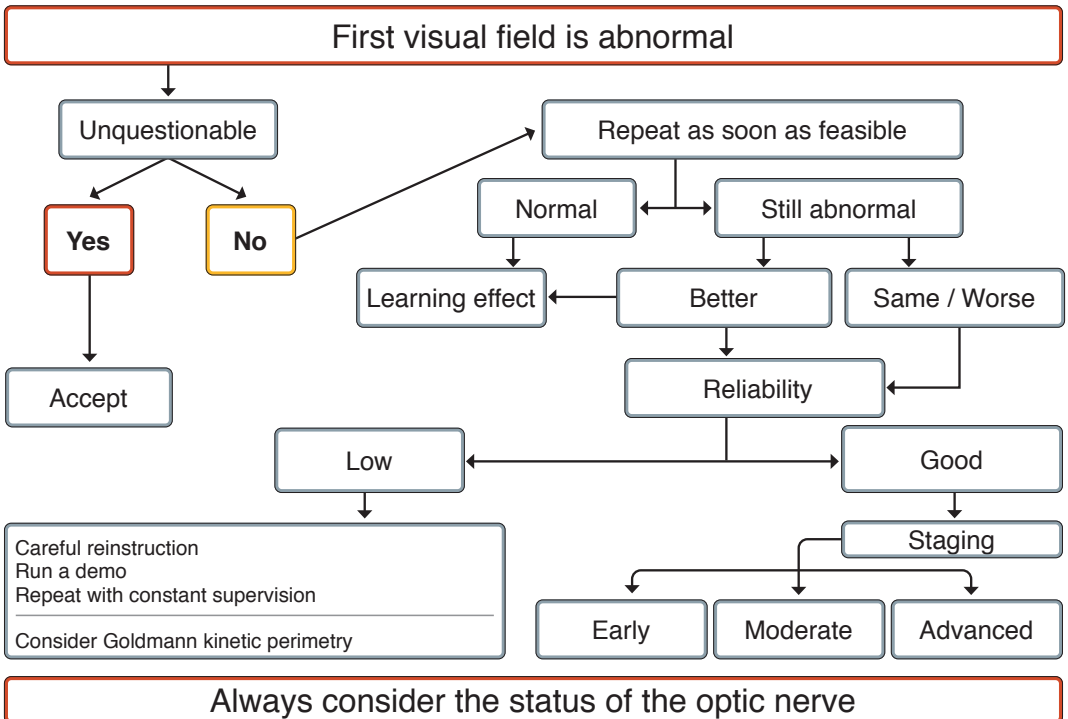 First visual field is abnormal
Unquestionable
Repeat as soon as feasible
Yes
No
Normal
Still abnormal
Learning effect
Better
Same / Worse
Accept
Reliability
Low
Good
Careful reinstruction
Run a demo
Repeat with constant supervision
Consider Goldmann kinetic perimetry
Staging
Early
Moderate
Advanced
Always consider the status of the optic nerve